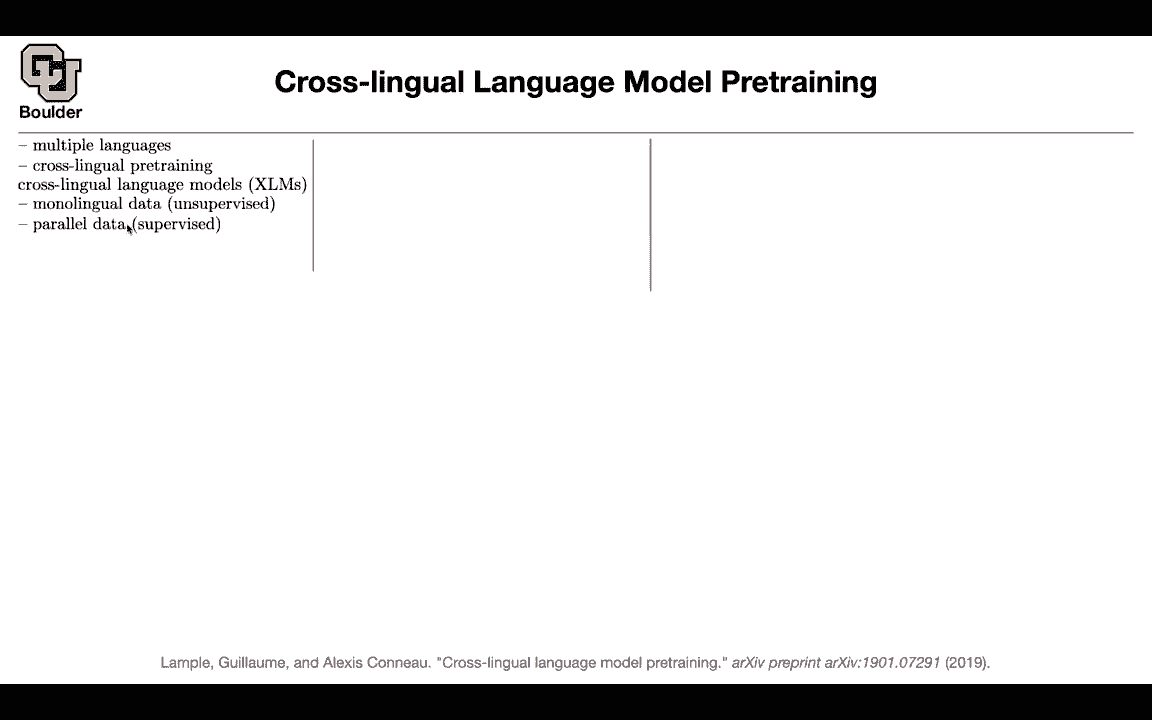 CU
Boulder
Cross-lingual Language Model Pretraining
– multiple languages
– cross-lingual pretraining
cross-lingual language models (XLMs)
– monolingual data (unsupervised)
– parallel data (supervised)
Lample, Guillaume, and Alexis Conneau. "Cross-lingual language model pretraining." arXiv preprint arXiv:1901.07291 (2019).